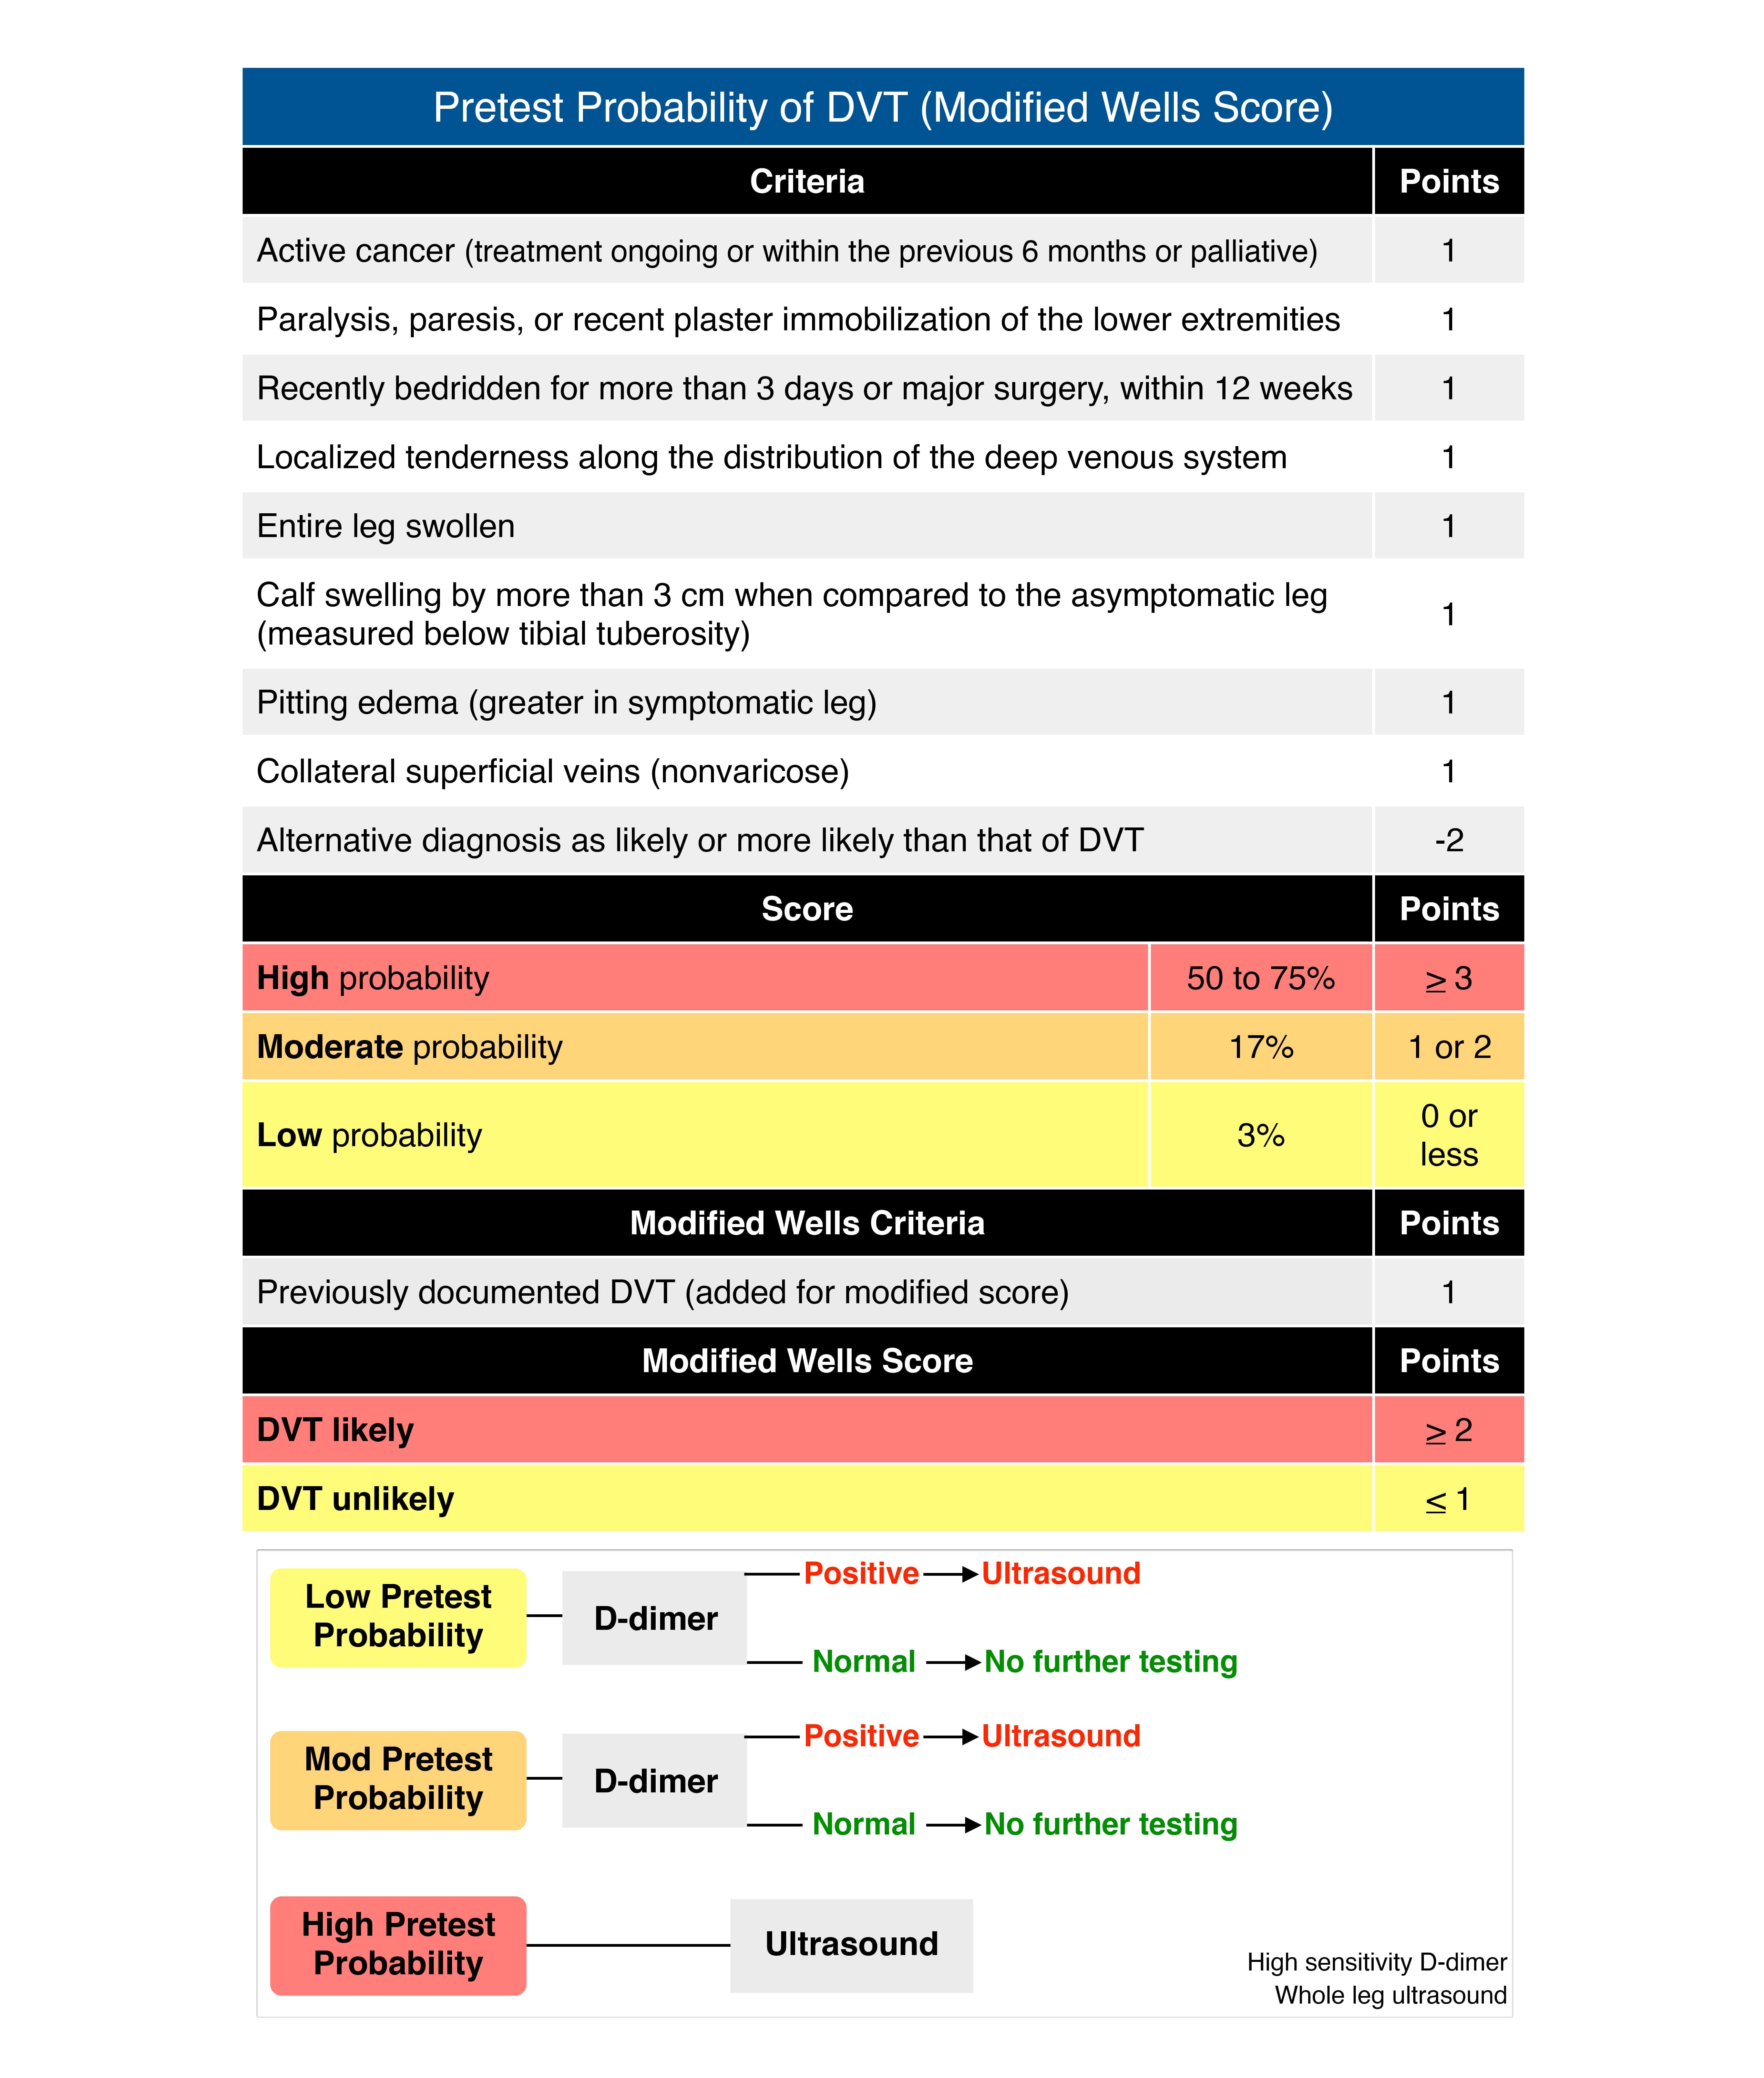 Pretest Probability of DVT (Modified Wells Score)
Criteria Points
Active cancer (treatment ongoing or within the previous 6 months or palliative) 1
Paralysis, paresis, or recent plaster immobilization of the lower extremities 1
Recently bedridden for more than 3 days or major surgery, within 12 weeks 1
Localized tenderness along the distribution of the deep venous system 1
Entire leg swollen 1
Calf swelling by more than 3 cm when compared to the asymptomatic leg
(measured below tibial tuberosity) 1
Pitting edema (greater in symptomatic leg) 1
Collateral superficial veins (nonvaricose) 1
Alternative diagnosis as likely or more likely than that of DVT -2
Score Points
High probability 50 to 75% ≥ 3
Moderate probability 17% 1 or 2
Low probability 3% 0 or
less
Modified Wells Criteria Points
Previously documented DVT (added for modified score) 1
Modified Wells Score Points
DVT likely ≥ 2
DVT unlikely ≤ 1
Low Pretest
Probability
D-dimer
Positive Ultrasound
Normal No further testing
Mod Pretest
Probability
D-dimer
Positive Ultrasound
Normal No further testing
High Pretest
Probability
Ultrasound
High sensitivity D-dimer
Whole leg ultrasound